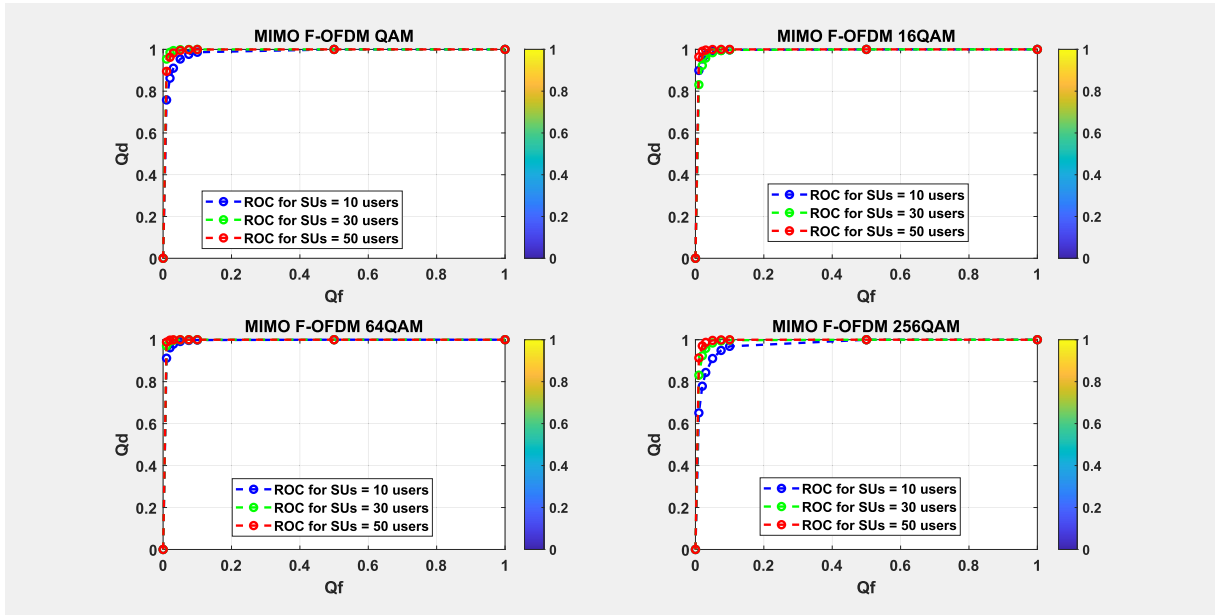 MIMO F-OFDM QAM
1
0.8
0.6
0.4
0.2
0
Qd
ROC for SUs = 10 users
ROC for SUs = 30 users
ROC for SUs = 50 users
0 0.2 0.4 0.6 0.8 1
Qf
1
0.8
0.6
0.4
0.2
0
MIMO F-OFDM 16QAM
1
0.8
0.6
0.4
0.2
0
Qd
ROC for SUs = 10 users
ROC for SUs = 30 users
ROC for SUs = 50 users
0 0.2 0.4 0.6 0.8 1
Qf
1
0.8
0.6
0.4
0.2
0
MIMO F-OFDM 64QAM
1
0.8
0.6
0.4
0.2
0
Qd
ROC for SUs = 10 users
ROC for SUs = 30 users
ROC for SUs = 50 users
0 0.2 0.4 0.6 0.8 1
Qf
1
0.8
0.6
0.4
0.2
0
MIMO F-OFDM 256QAM
1
0.8
0.6
0.4
0.2
0
Qd
ROC for SUs = 10 users
ROC for SUs = 30 users
ROC for SUs = 50 users
0 0.2 0.4 0.6 0.8 1
Qf
1
0.8
0.6
0.4
0.2
0